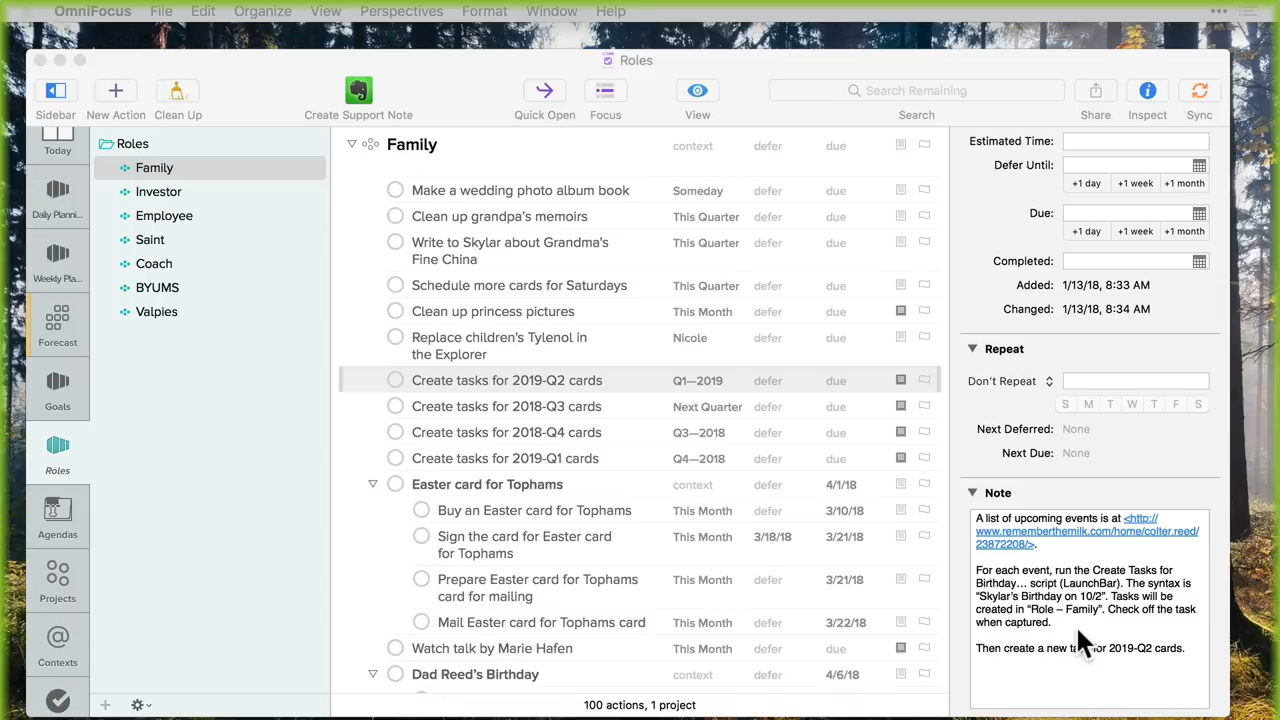 OmniFocus File Edit Organize View Perspectives Format Window Help
Roles
Sidebar New Action Clean Up Create Support Note Quick Open Focus View Search Remaining Search Share Inspect Sync
Today
Daily Planni...
Weekly Pla...
Forecast
Goals
Roles
Agendas
Projects
Contexts
Roles
Family
Investor
Employee
Saint
Coach
BYUMS
Valpies
Family context defer due
Make a wedding photo album book Someday defer due
Clean up grandpa's memoirs This Quarter defer due
Write to Skylar about Grandma's This Quarter defer due
Fine China
Schedule more cards for Saturdays This Quarter defer due
Clean up princess pictures This Month defer due
Replace children's Tylenol in Nicole defer due
the Explorer
Create tasks for 2019-Q2 cards Q1—2019 defer due
Create tasks for 2018-Q3 cards Next Quarter defer due
Create tasks for 2018-Q4 cards Q3—2018 defer due
Create tasks for 2019-Q1 cards Q4—2018 defer due
Easter card for Tophams context defer 4/1/18
Buy an Easter card for Tophams This Month defer 3/10/18
Sign the card for Easter card This Month 3/18/18 3/21/18
for Tophams
Prepare Easter card for Tophams This Month defer 3/21/18
card for mailing
Mail Easter card for Tophams card This Month defer 3/22/18
Watch talk by Marie Hafen This Month defer due
Dad Reed's Birthday context defer 4/6/18
100 actions, 1 project
Estimated Time:
Defer Until:
+1 day +1 week +1 month
Due:
+1 day +1 week +1 month
Completed:
Added: 1/13/18, 8:33 AM
Changed: 1/13/18, 8:34 AM
Repeat
Don't Repeat
S M T W T F S
Next Deferred: None
Next Due: None
Note
A list of upcoming events is at <http://
www.rememberthemilk.com/home/colter.reed/
23872208/>.
For each event, run the Create Tasks for
Birthday… script (LaunchBar). The syntax is
"Skylar's Birthday on 10/2". Tasks will be
created in "Role – Family". Check off the task
when captured.
Then create a new for 2019-Q2 cards.